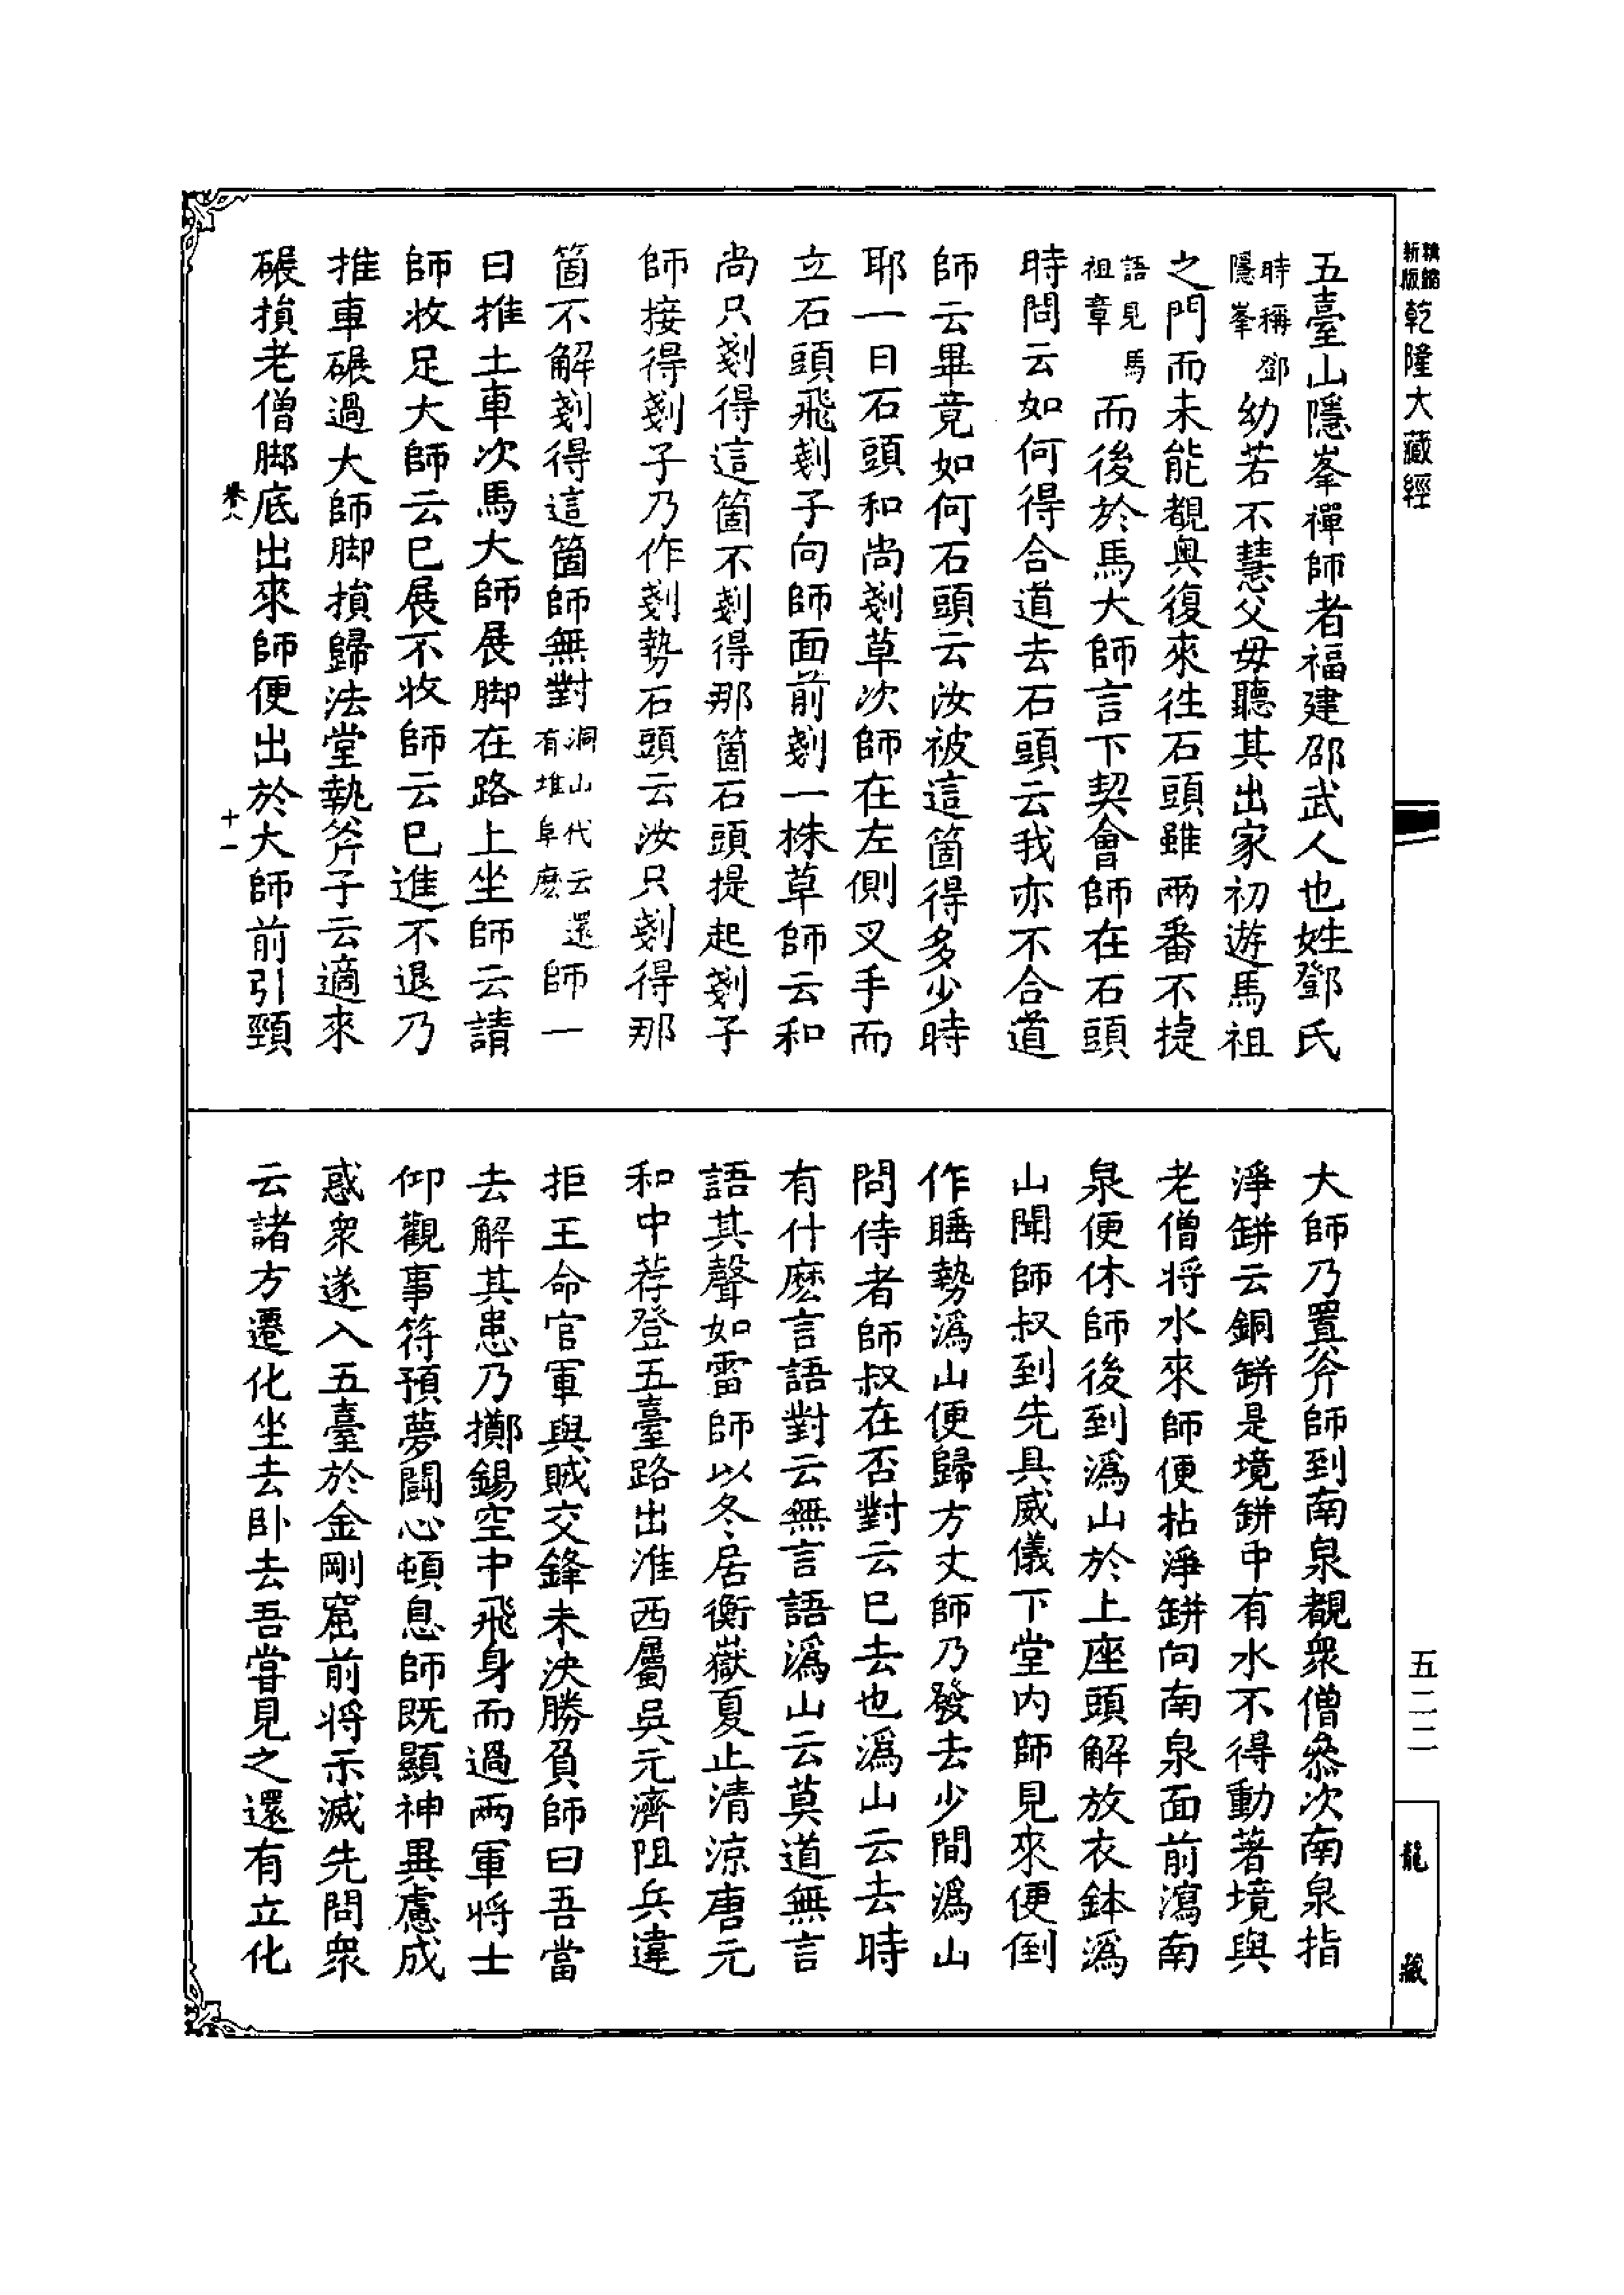 精縮
新版
乾隆大藏經
五臺山隱峯禪師者福建邵武人也姓鄧氏
時稱鄧
隱峯
幼若不慧父母聽其出家初遊馬祖
之門而未能覩奧復來往石頭雖兩番不捷
語見馬
祖章
而後於馬大師言下契會師在石頭
時問云如何得合道去石頭云我亦不合道
師云畢竟如何石頭云汝被這箇得多少時
耶一日石頭和尚剗草次師在左側叉手而
立石頭飛剗子向師面前剗一株草師云和
尚只剗得這箇不剗得那箇石頭提起剗子
師接得剗子乃作剗勢石頭云汝只剗得那
箇不解剗得這箇師無對
洞山代云還
有堆阜麽
師一
日推土車次馬大師展脚在路上坐師云請
師收足大師云已展不收師云已進不退乃
推車碾過大師脚損歸法堂執斧子云適來
碾損老僧脚底出來師便出於大師前引頸
卷八
十一
大師乃置斧師到南泉覩衆僧叅次南泉指
淨缾云銅缾是境缾中有水不得動著境與
老僧將水來師便拈淨缾向南泉面前瀉南
泉便休師後到潙山於上座頭解放衣鉢潙
山聞師叔到先具威儀下堂內師見來便倒
作睡勢潙山便歸方丈師乃發去少間潙山
問侍者師叔在否對云已去也潙山云去時
有什麽言語對云無言語潙山云莫道無言
語其聲如雷師以冬居衡嶽夏止清涼唐元
和中荐登五臺路出淮西屬吳元濟阻兵違
拒王命官軍與賊交鋒未決勝負師曰吾當
去解其患乃擲錫空中飛身而過兩軍將士
仰觀事符預夢鬬心頓息師既顯神異慮成
惑衆遂入五臺於金剛窟前將示滅先問衆
云諸方遷化坐去卧去吾嘗見之還有立化
五二二
龍藏